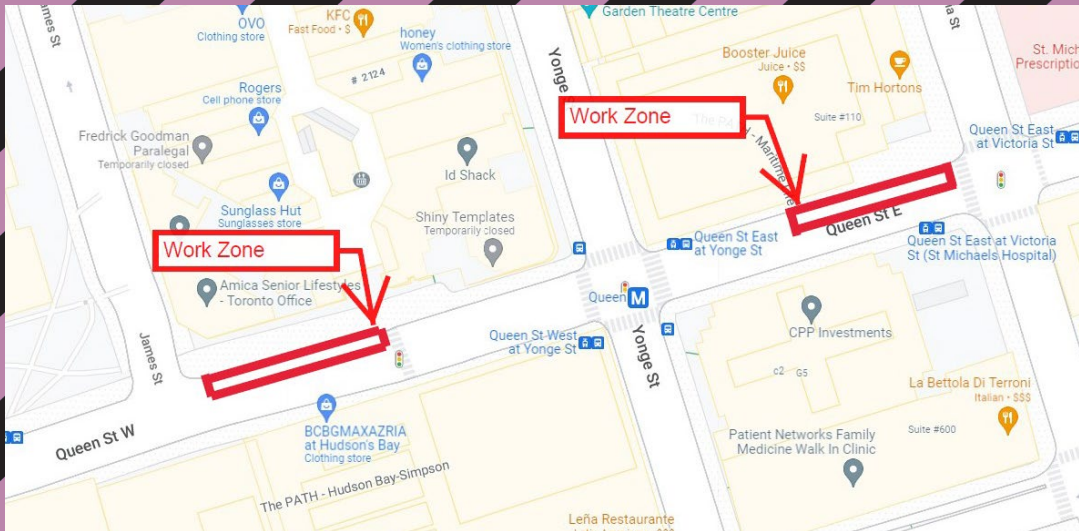 James St
OVO
Clothing store
KFC
Fast Food • $
honey
Women's clothing store
# 2124
Rogers
Cell phone store
Fredrick Goodman
Paralegal
Temporarily closed
Sunglass Hut
Sunglasses store
Id Shack
Shiny Templates
Temporarily closed
Work Zone
Amica Senior Lifestyles
- Toronto Office
James St
Queen St W
BCBGMAXAZRIA
at Hudson's Bay
Clothing store
The PATH - Hudson Bay-Simpson
Queen St West
at Yonge St
Garden Theatre Centre
Yonge
Work Zone
Booster Juice
Juice • $$
Tim Hortons
Suite #110
St. Mich
Prescriptio
Queen St East
at Victoria St
Queen St E
Queen St East
at Yonge St
Queen St East at Victoria
St (St Michaels Hospital)
Queen
M
Yonge St
CPP Investments
c2
G5
La Bettola Di Terroni
Italian • $$$
Suite #600
Patient Networks Family
Medicine Walk In Clinic
Leña Restaurante